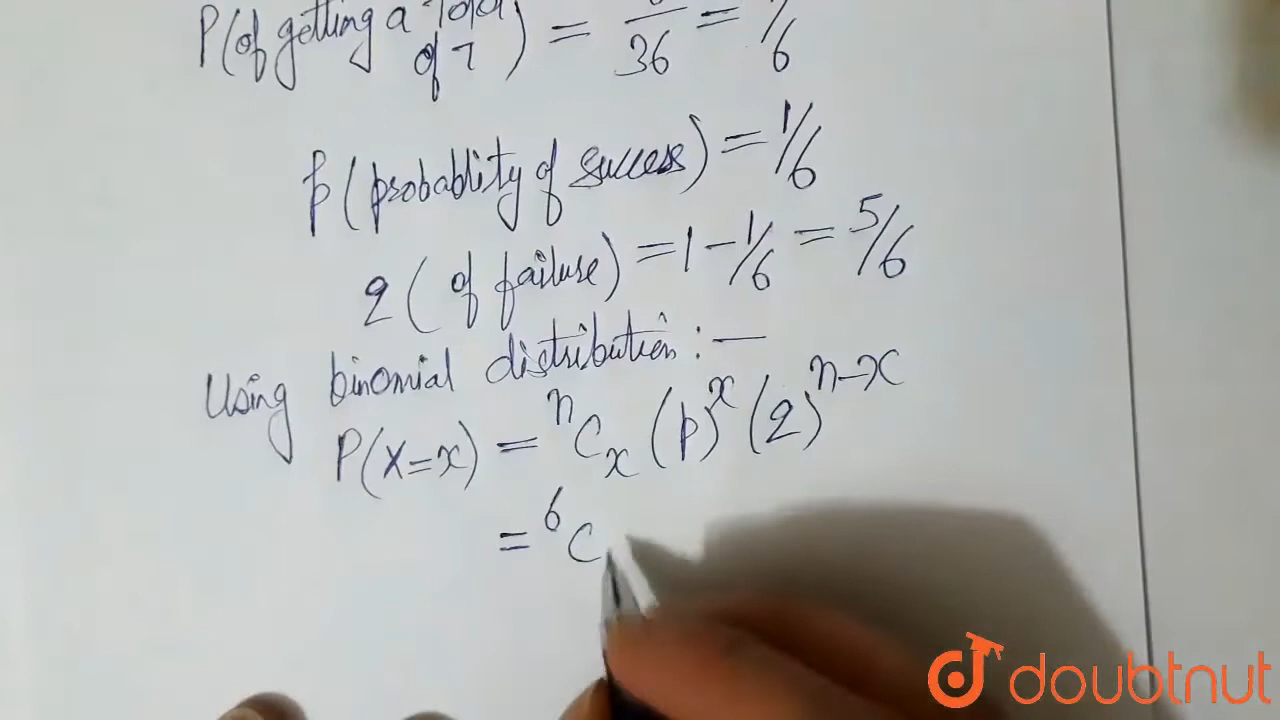 P(of getting a Total of 7) = 6/36 = 1/6
p (probablity of success) = 1/6
q ( of failure) = 1 - 1/6 = 5/6
Using binomial distribution : —
P(X=x) = ⁿCₓ (p)ˣ (q)ⁿ⁻ˣ
= ⁶C
doubtnut